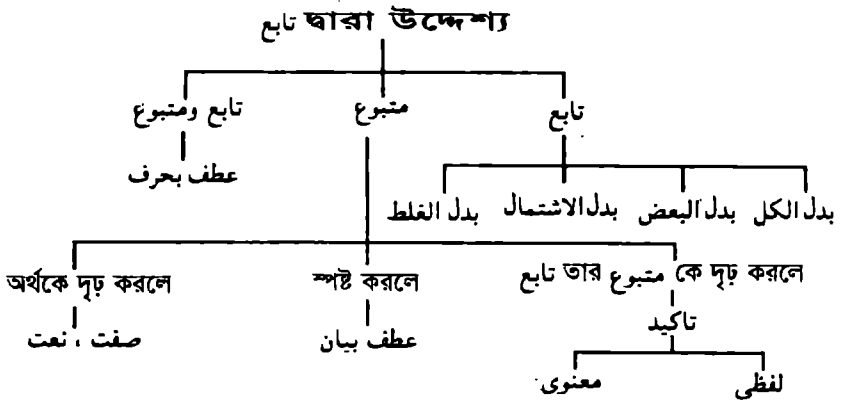 تابع দ্বারা উদ্দেশ্য
تابع ومتبوع متبوع تابع
عطف بحرف
بدل الغلط بدل الاشتمال بدل البعض بدل الكل
অর্থকে দৃঢ় করলে স্পষ্ট করলে تابع তার متبوع কে দৃঢ় করলে
صفت ، نعت عطف بيان تاكيد
معنوى لفظى